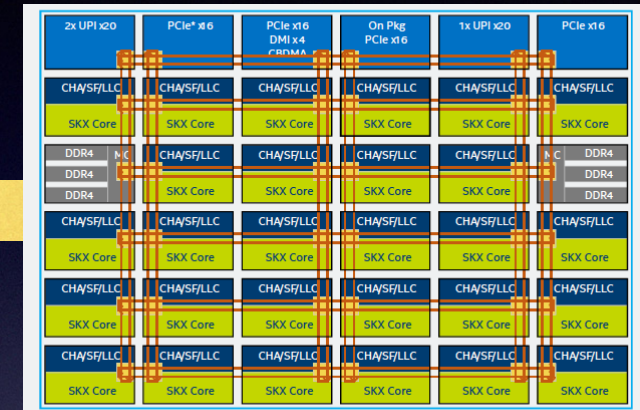 2x UPI x20 PCIe* x16 PCIe x16 On Pkg 1x UPI x20 PCIe x16
DMI x4 PCIe x16
CBDMA
CHA/SF/LLC CHA/SF/LLC CHA/SF/LLC CHA/SF/LLC CHA/SF/LLC CHA/SF/LLC
SKX Core SKX Core SKX Core SKX Core SKX Core SKX Core
DDR4 MC CHA/SF/LLC CHA/SF/LLC CHA/SF/LLC CHA/SF/LLC MC DDR4
DDR4 DDR4
DDR4 SKX Core SKX Core SKX Core SKX Core DDR4
CHA/SF/LLC CHA/SF/LLC CHA/SF/LLC CHA/SF/LLC CHA/SF/LLC CHA/SF/LLC
SKX Core SKX Core SKX Core SKX Core SKX Core SKX Core
CHA/SF/LLC CHA/SF/LLC CHA/SF/LLC CHA/SF/LLC CHA/SF/LLC CHA/SF/LLC
SKX Core SKX Core SKX Core SKX Core SKX Core SKX Core
CHA/SF/LLC CHA/SF/LLC CHA/SF/LLC CHA/SF/LLC CHA/SF/LLC CHA/SF/LLC
SKX Core SKX Core SKX Core SKX Core SKX Core SKX Core